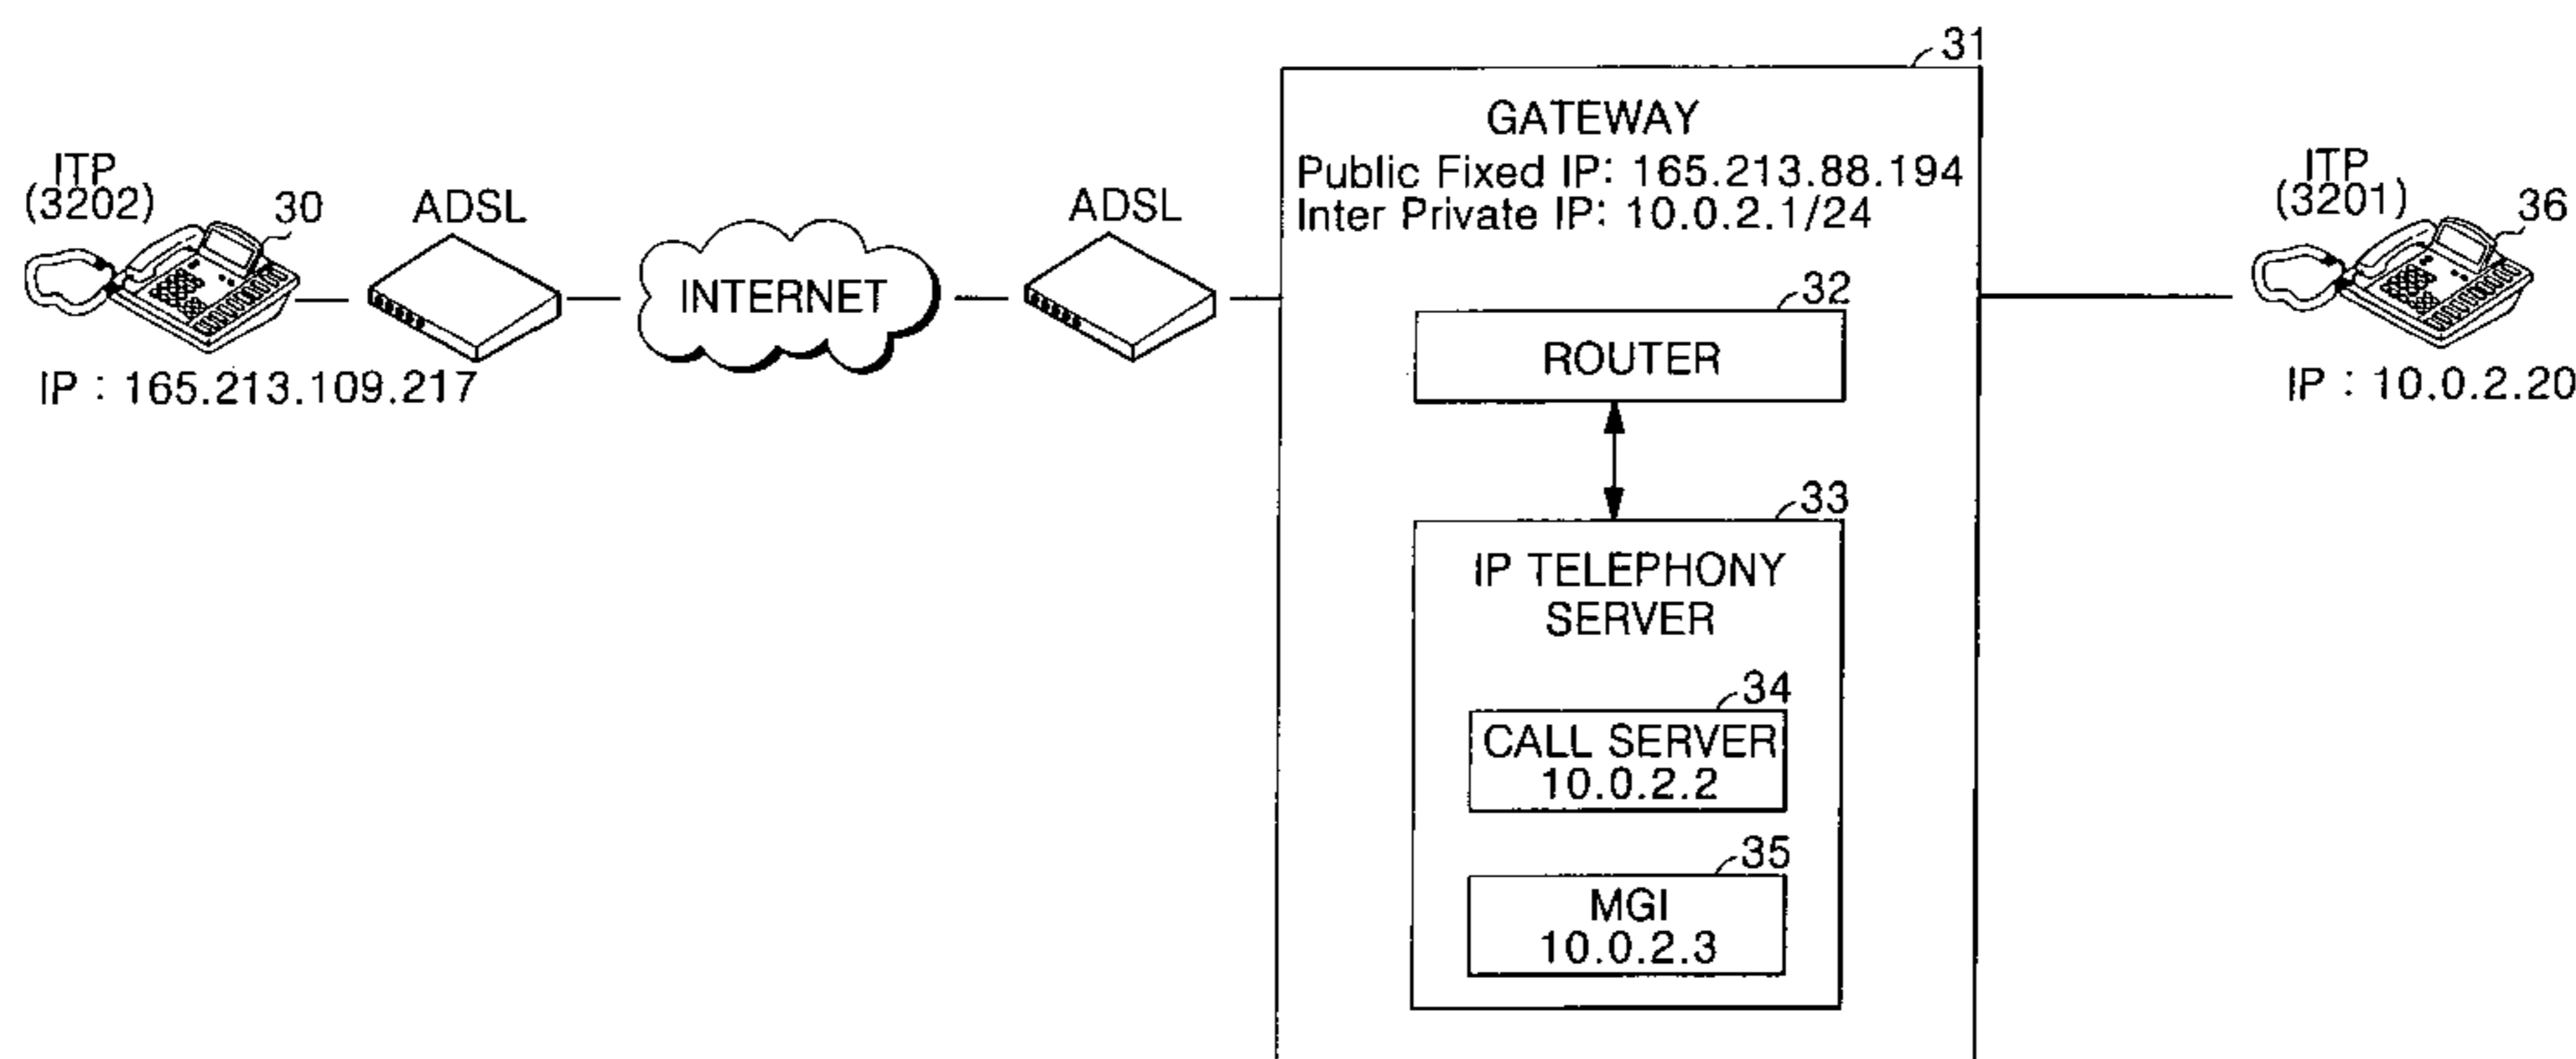 31
GATEWAY
Public Fixed IP: 165.213.88.194
Inter Private IP: 10.0.2.1/24
ITP
(3202)
30
ADSL
INTERNET
ADSL
ITP
(3201)
36
IP : 165.213.109.217
IP : 10.0.2.20
32
ROUTER
33
IP TELEPHONY
SERVER
34
CALL SERVER
10.0.2.2
35
MGI
10.0.2.3